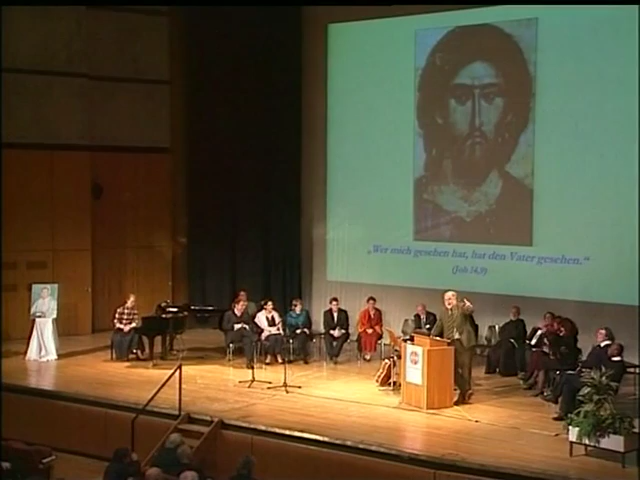 „Wer mich gesehen hat, hat den Vater gesehen.“
(Joh 14,9)